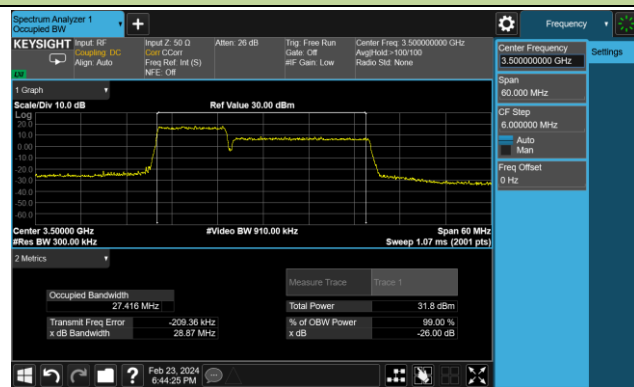 Spectrum Analyzer 1
Occupied BW
+
Frequency
KEYSIGHT
Input: RF
Coupling: DC
Align: Auto
Input Z: 50 Ω
Corr CCorr
Freq Ref: Int (S)
NFE: Off
Atten: 26 dB
Trig: Free Run
Gate: Off
#IF Gain: Low
Center Freq: 3.500000000 GHz
Avg|Hold:>100/100
Radio Std: None
Center Frequency
3.500000000 GHz
Settings
Span
60.000 MHz
CF Step
6.000000 MHz
Auto
Man
Freq Offset
0 Hz
1 Graph
Scale/Div 10.0 dB
Ref Value 30.00 dBm
Log
20.0
10.0
0.00
-10.0
-20.0
-30.0
-40.0
-50.0
-60.0
Center 3.50000 GHz
#Video BW 910.00 kHz
Span 60 MHz
#Res BW 300.00 kHz
Sweep 1.07 ms (2001 pts)
2 Metrics
Measure Trace
Trace 1
Occupied Bandwidth
27.416 MHz
Total Power
31.8 dBm
Transmit Freq Error
-209.36 kHz
% of OBW Power
99.00 %
x dB Bandwidth
28.87 MHz
x dB
-26.00 dB
?
Feb 23, 2024
6:44:25 PM